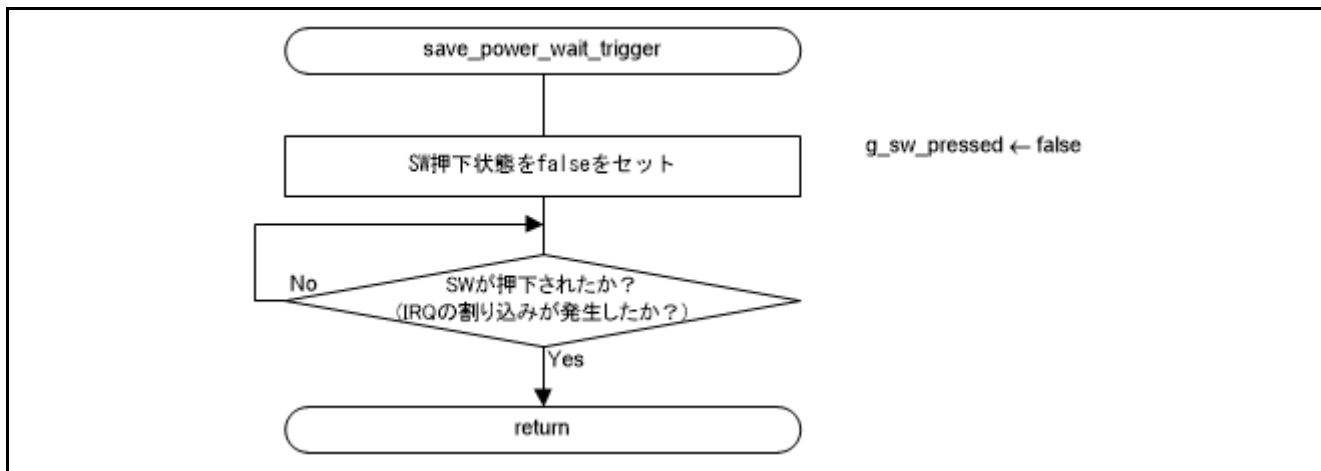 save_power_wait_trigger
SW押下状態をfalseをセット
g_sw_pressed ← false
No
SWが押下されたか？
(IRQの割り込みが発生したか？)
Yes
return